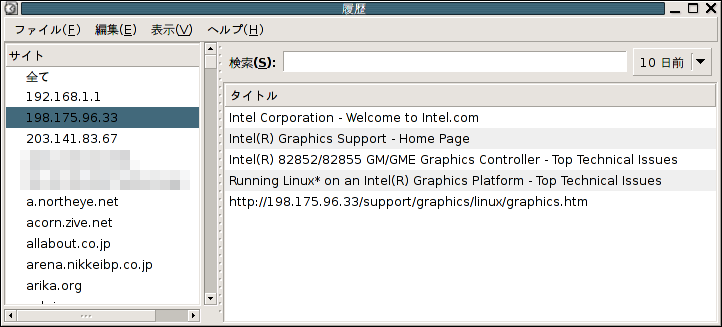 履歴
ファイル(F) 編集(E) 表示(V) ヘルプ(H)
サイト
全て
192.168.1.1
198.175.96.33
203.141.83.67
a.northeye.net
acorn.zive.net
allabout.co.jp
arena.nikkeibp.co.jp
arika.org
検索(S):
10 日前
タイトル
Intel Corporation - Welcome to Intel.com
Intel(R) Graphics Support - Home Page
Intel(R) 82852/82855 GM/GME Graphics Controller - Top Technical Issues
Running Linux* on an Intel(R) Graphics Platform - Top Technical Issues
http://198.175.96.33/support/graphics/linux/graphics.htm